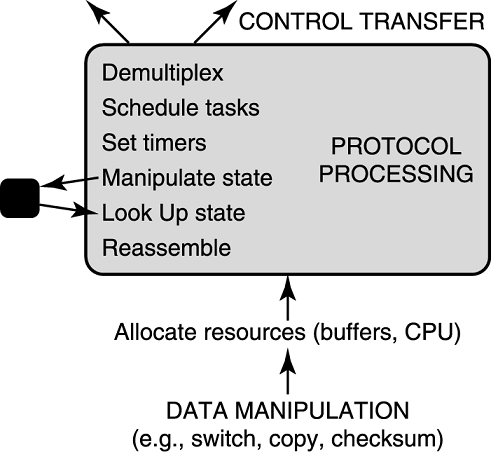 CONTROL TRANSFER
Demultiplex
Schedule tasks
Set timers
Manipulate state
Look Up state
Reassemble
PROTOCOL
PROCESSING
Allocate resources (buffers, CPU)
DATA MANIPULATION
(e.g., switch, copy, checksum)